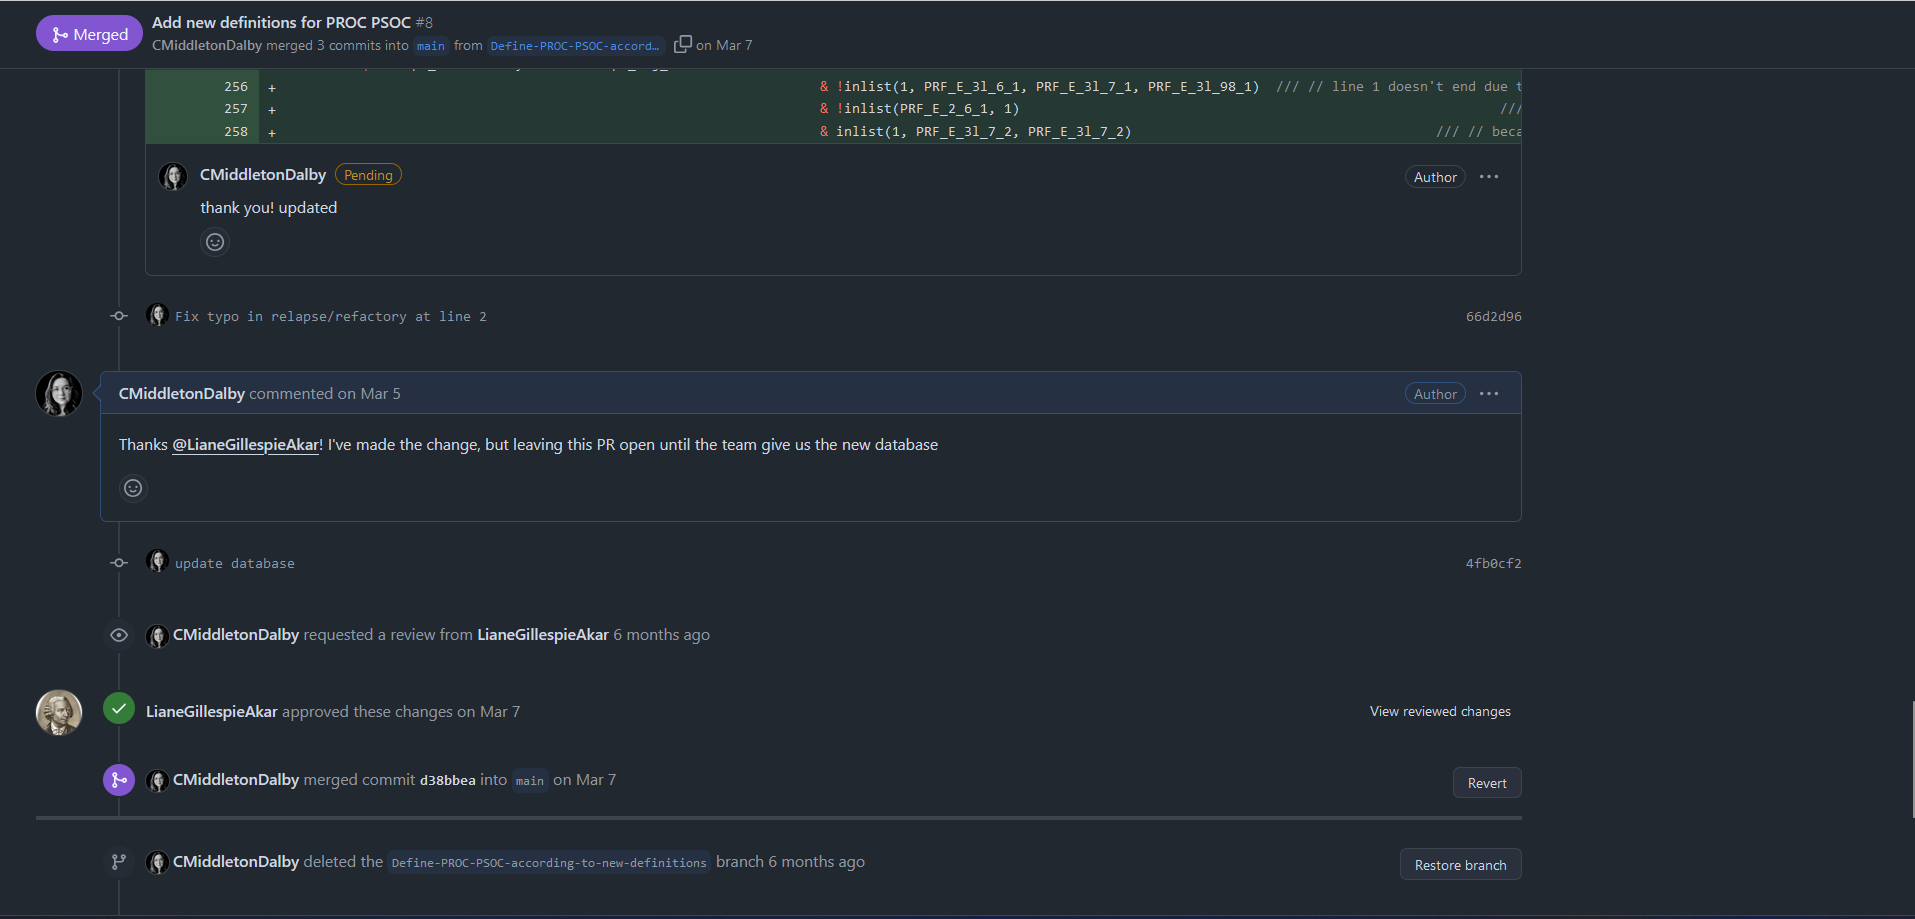 Merged
Add new definitions for PROC PSOC #8
CMiddletonDalby merged 3 commits into main from Define-PROC-PSOC-accord… on Mar 7
256 + & !inlist(1, PRF_E_3l_6_1, PRF_E_3l_7_1, PRF_E_3l_98_1) /// // line 1 doesn't end due t
257 + & !inlist(PRF_E_2_6_1, 1) ///
258 + & inlist(1, PRF_E_3l_7_2, PRF_E_3l_7_2) /// // beca
CMiddletonDalby Pending Author
thank you! updated
Fix typo in relapse/refactory at line 2 66d2d96
CMiddletonDalby commented on Mar 5 Author
Thanks @LianeGillespieAkar! I've made the change, but leaving this PR open until the team give us the new database
update database 4fb0cf2
CMiddletonDalby requested a review from LianeGillespieAkar 6 months ago
LianeGillespieAkar approved these changes on Mar 7 View reviewed changes
CMiddletonDalby merged commit d38bbea into main on Mar 7 Revert
CMiddletonDalby deleted the Define-PROC-PSOC-according-to-new-definitions branch 6 months ago Restore branch